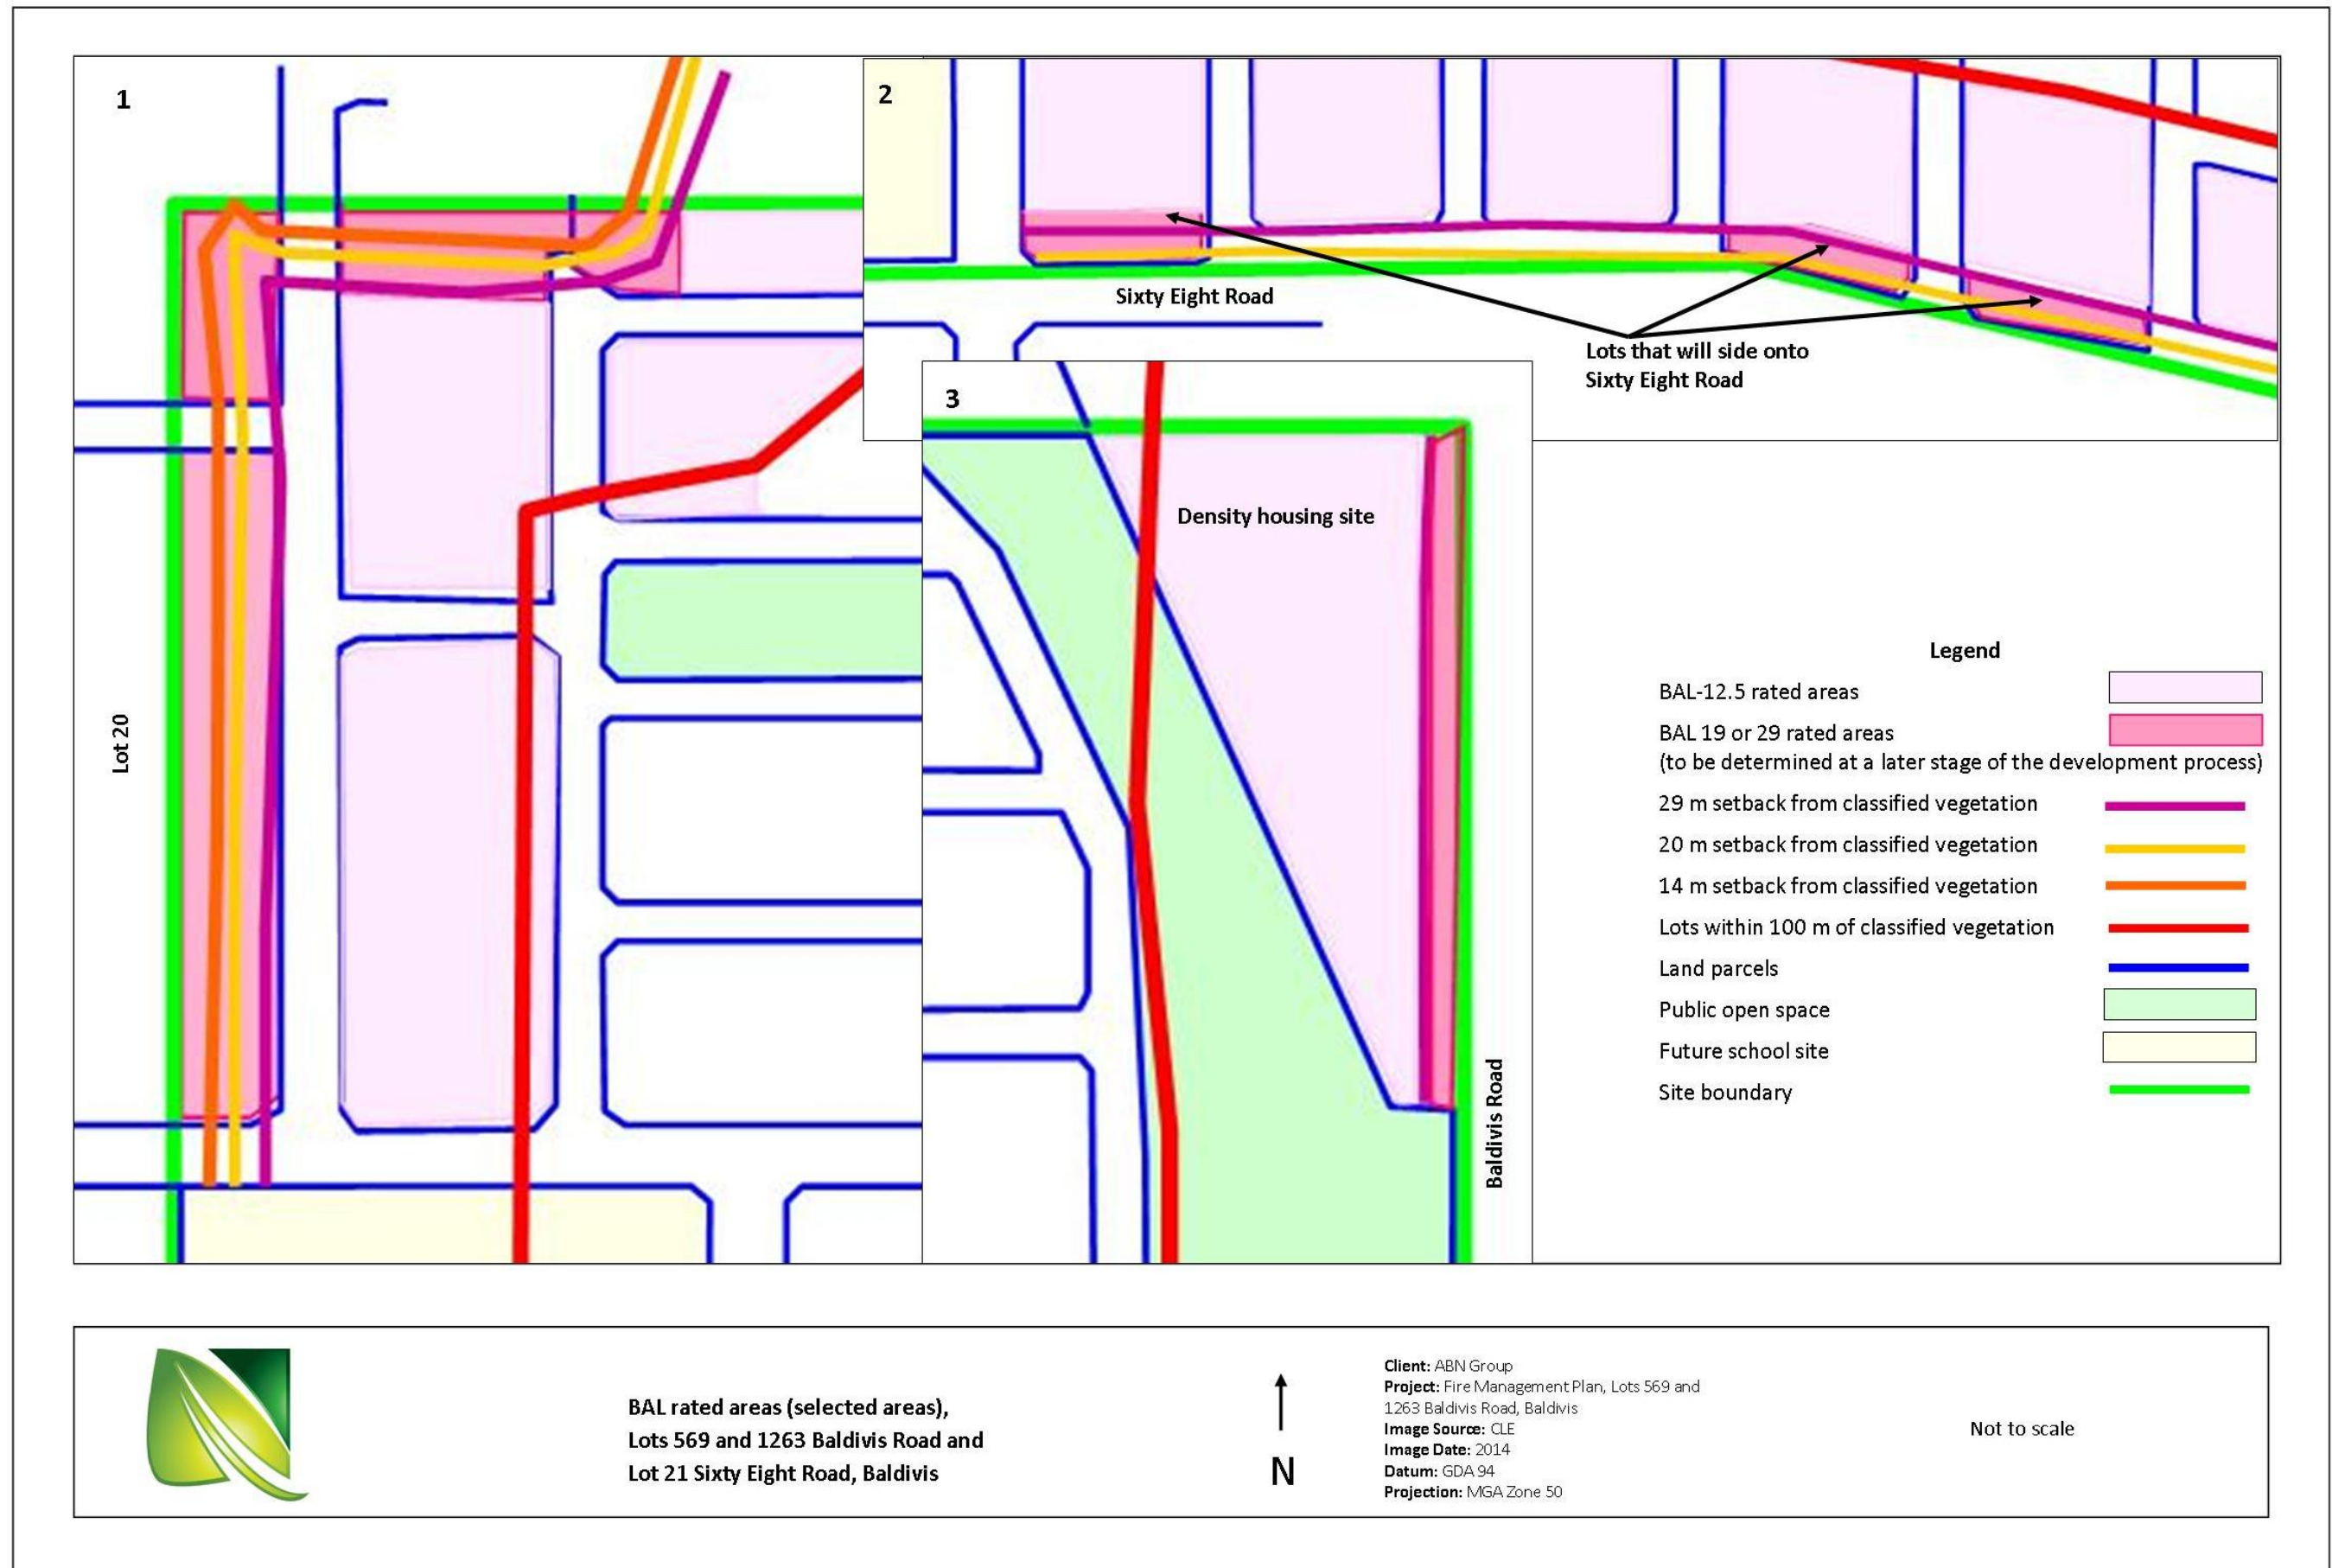 1
2
Sixty Eight Road
Lots that will side onto
Sixty Eight Road
3
Density housing site
Lot 20
Baldivis Road
Legend
BAL-12.5 rated areas
BAL 19 or 29 rated areas
(to be determined at a later stage of the development process)
29 m setback from classified vegetation
20 m setback from classified vegetation
14 m setback from classified vegetation
Lots within 100 m of classified vegetation
Land parcels
Public open space
Future school site
Site boundary
BAL rated areas (selected areas),
Lots 569 and 1263 Baldivis Road and
Lot 21 Sixty Eight Road, Baldivis
N
Client: ABN Group
Project: Fire Management Plan, Lots 569 and
1263 Baldivis Road, Baldivis
Image Source: CLE
Image Date: 2014
Datum: GDA 94
Projection: MGA Zone 50
Not to scale